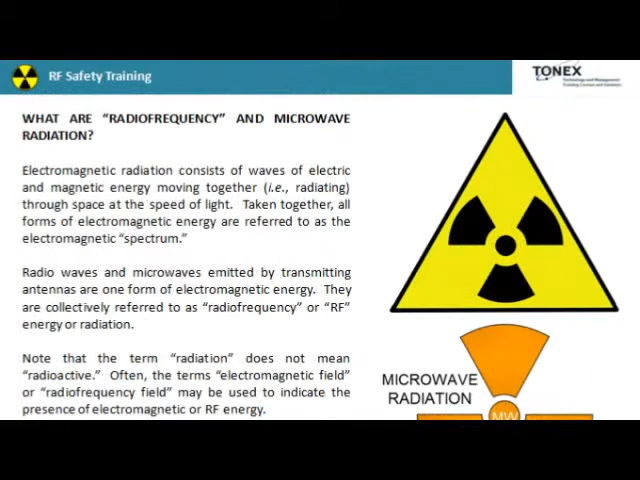 RF Safety Training
TONEX
WHAT ARE “RADIOFREQUENCY” AND MICROWAVE
RADIATION?
Electromagnetic radiation consists of waves of electric
and magnetic energy moving together (i.e., radiating)
through space at the speed of light. Taken together, all
forms of electromagnetic energy are referred to as the
electromagnetic “spectrum.”
Radio waves and microwaves emitted by transmitting
antennas are one form of electromagnetic energy. They
are collectively referred to as “radiofrequency” or “RF”
energy or radiation.
Note that the term “radiation” does not mean
“radioactive.” Often, the terms “electromagnetic field”
or “radiofrequency field” may be used to indicate the
presence of electromagnetic or RF energy.
MICROWAVE
RADIATION
MW